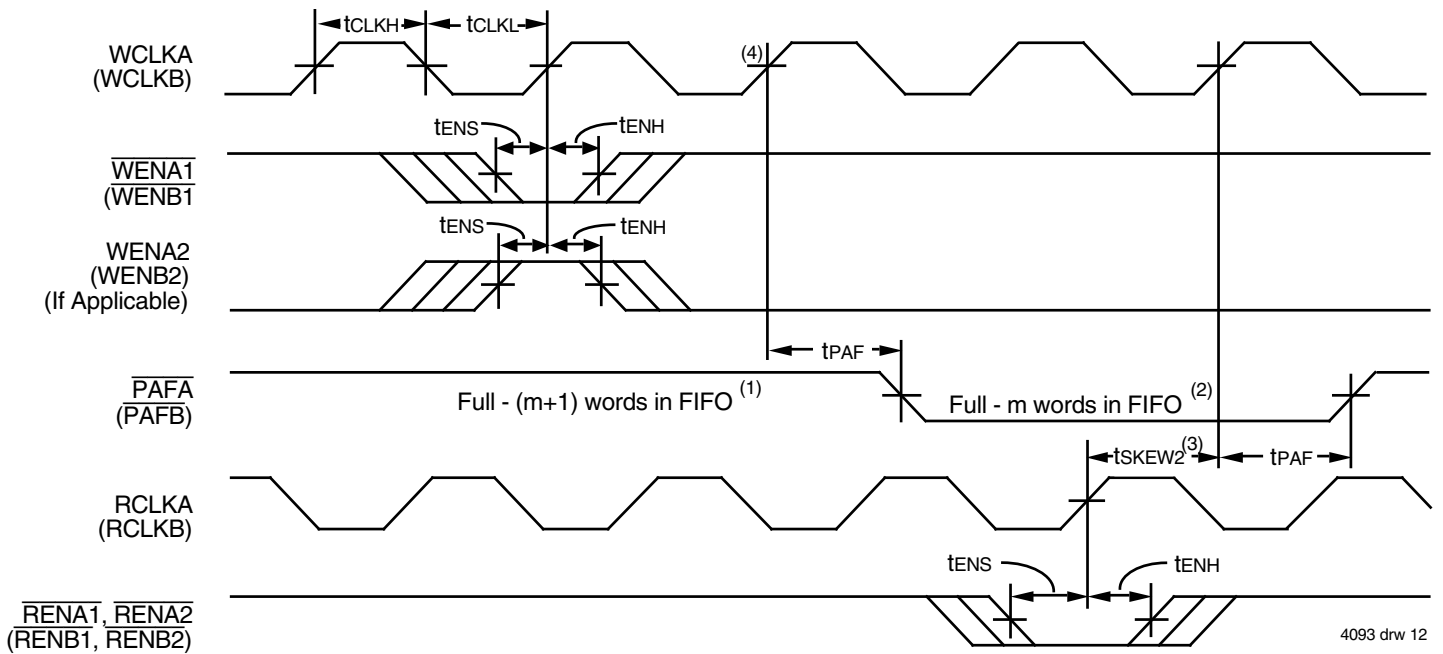 tCLKH tCLKL
WCLKA
(WCLKB)
(4)
tENS tENH
WENA1
(WENB1
tENS tENH
WENA2
(WENB2)
(If Applicable)
tPAF
PAFA
(PAFB)
Full - (m+1) words in FIFO (1)
Full - m words in FIFO (2)
tSKEW2(3) tPAF
RCLKA
(RCLKB)
tENS tENH
RENA1, RENA2
(RENB1, RENB2)
4093 drw 12